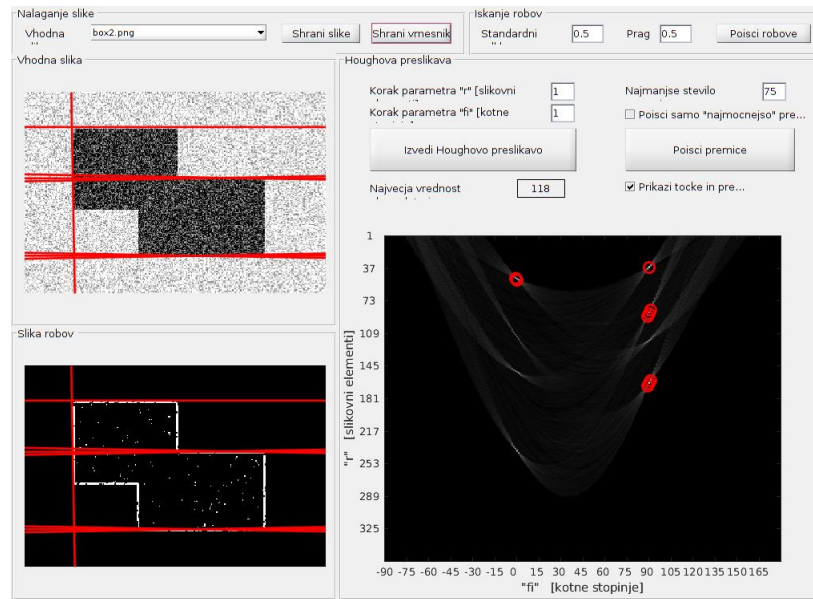 Nalaganje slike
Vhodna
box2.png
Shrani slike
Shrani vmesnik
Iskanje robov
Standardni
0.5
Prag
0.5
Poisci robove
Vhodna slika
Slika robov
Houghova preslikava
Korak parametra "r" [slikovni
1
Korak parametra "fi" [kotne
1
Izvedi Houghovo preslikavo
Najvecja vrednost
118
Najmanjse stevilo
75
Poisci samo "najmocnejso" pre...
Poisci premice
Prikazi tocke in pre...
1
37
73
109
145
181
217
253
289
325
"r" [slikovni elementi]
-90 -75 -60 -45 -30 -15 0 15 30 45 60 75 90 105 120 135 150 165
"fi" [kotne stopinje]